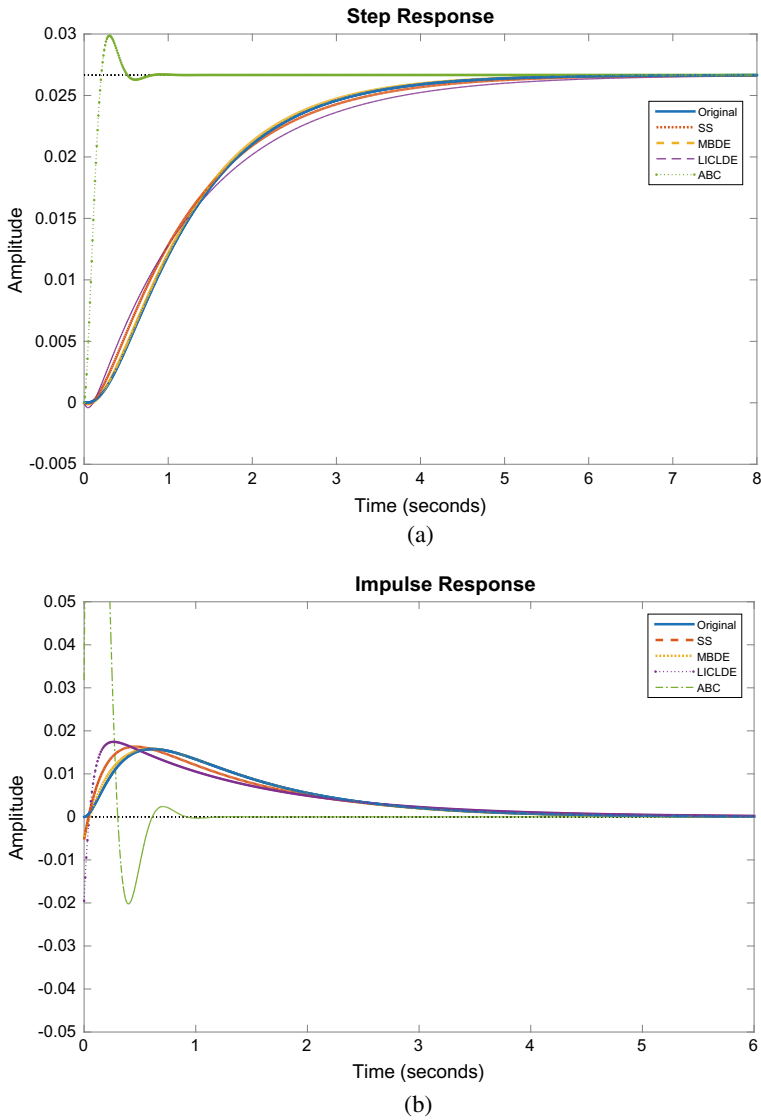 Step Response
0.03
0.025
0.02
0.015
0.01
0.005
0
-0.005
Amplitude
Original
SS
MBDE
LICLDE
ABC
0 1 2 3 4 5 6 7 8
Time (seconds)
(a)
Impulse Response
0.05
0.04
0.03
0.02
0.01
0
-0.01
-0.02
-0.03
-0.04
-0.05
Amplitude
Original
SS
MBDE
LICLDE
ABC
0 1 2 3 4 5 6
Time (seconds)
(b)